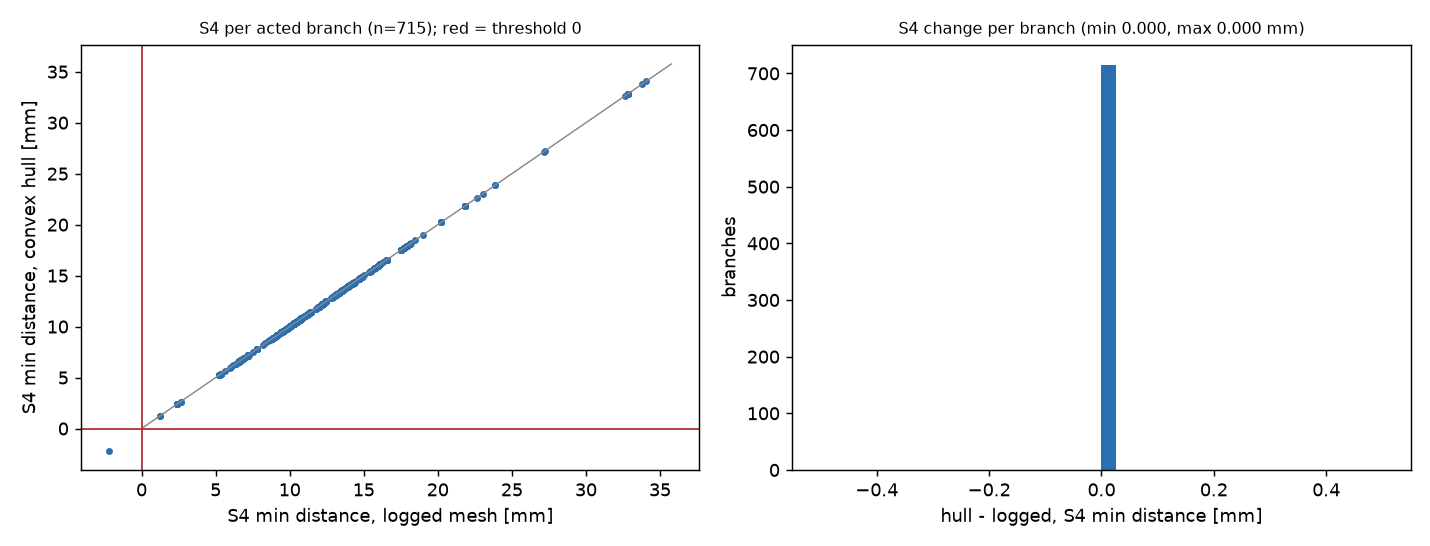 S4 per acted branch (n=715); red = threshold 0
S4 min distance, convex hull [mm]
35
30
25
20
15
10
5
0
0 5 10 15 20 25 30 35
S4 min distance, logged mesh [mm]
S4 change per branch (min 0.000, max 0.000 mm)
branches
700
600
500
400
300
200
100
0
−0.4 −0.2 0.0 0.2 0.4
hull - logged, S4 min distance [mm]